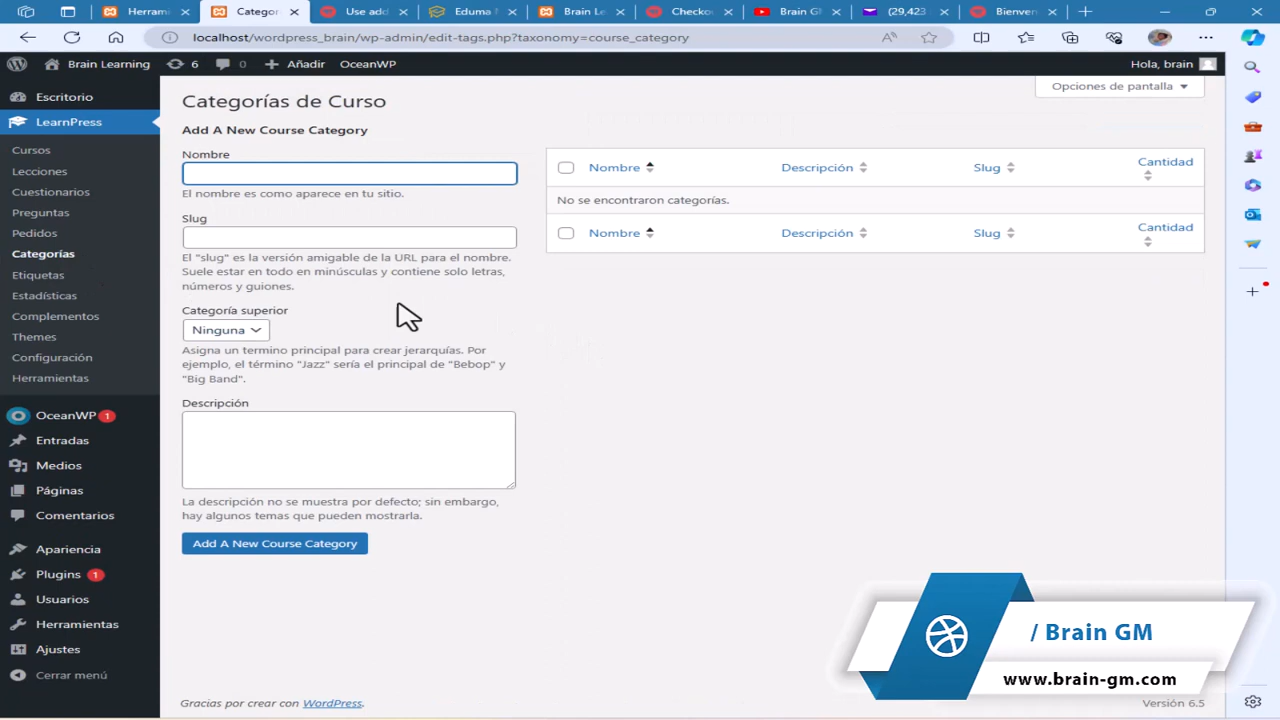 Herrami
Categor
Use add
Eduma M
Brain Le
Checko
Brain GM
(29,423
Bienven
localhost/wordpress_brain/wp-admin/edit-tags.php?taxonomy=course_category
Brain Learning
6
0
Añadir
OceanWP
Hola, brain
Escritorio
LearnPress
Cursos
Lecciones
Cuestionarios
Preguntas
Pedidos
Categorías
Etiquetas
Estadísticas
Complementos
Themes
Configuración
Herramientas
OceanWP 1
Entradas
Medios
Páginas
Comentarios
Apariencia
Plugins 1
Usuarios
Herramientas
Ajustes
Cerrar menú
Opciones de pantalla
Categorías de Curso
Add A New Course Category
Nombre
El nombre es como aparece en tu sitio.
Slug
El "slug" es la versión amigable de la URL para el nombre.
Suele estar en todo en minúsculas y contiene solo letras,
números y guiones.
Categoría superior
Ninguna
Asigna un termino principal para crear jerarquías. Por
ejemplo, el término "Jazz" sería el principal de "Bebop" y
"Big Band".
Descripción
La descripción no se muestra por defecto; sin embargo,
hay algunos temas que pueden mostrarla.
Add A New Course Category
Nombre Descripción Slug Cantidad
No se encontraron categorías.
Nombre Descripción Slug Cantidad
/ Brain GM
www.brain-gm.com
Gracias por crear con WordPress.
Versión 6.5